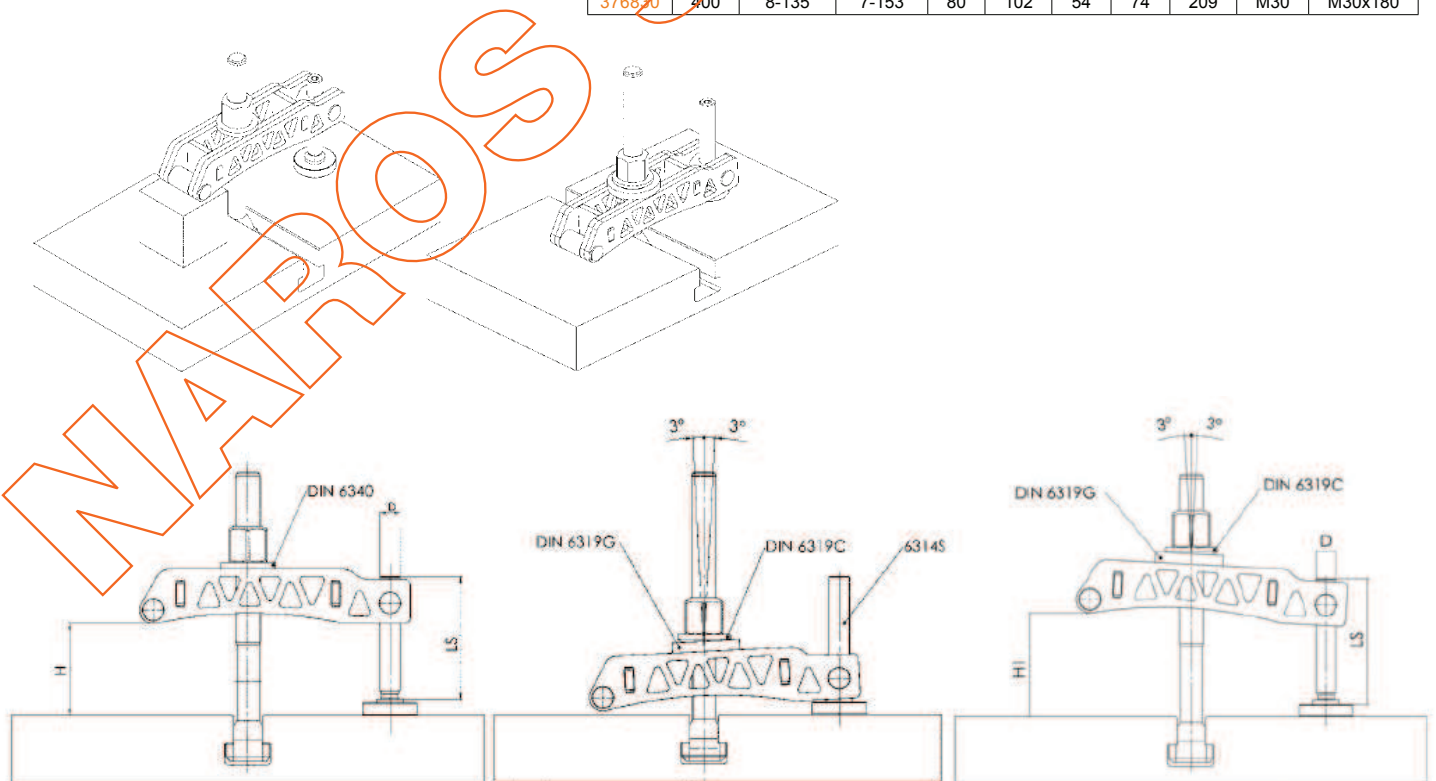 376830 400 8-135 7-153 80 102 54 74 209 M30 M30x180
NAROS
3° 3°
3° 3°
DIN 6340
D
DIN 6319G
DIN 6319C
DIN 6319G
DIN 6319C
6314S
D
H
LS
H1
LS